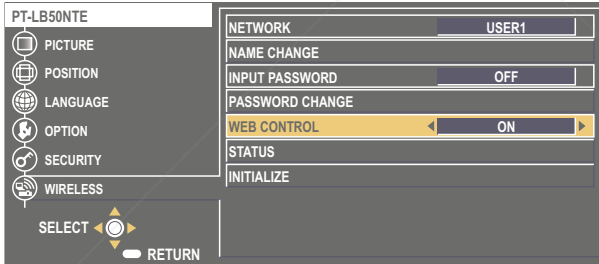 PT-LB50NTE
PICTURE
POSITION
LANGUAGE
OPTION
SECURITY
WIRELESS
SELECT
RETURN
NETWORK USER1
NAME CHANGE
INPUT PASSWORD OFF
PASSWORD CHANGE
WEB CONTROL ON
STATUS
INITIALIZE